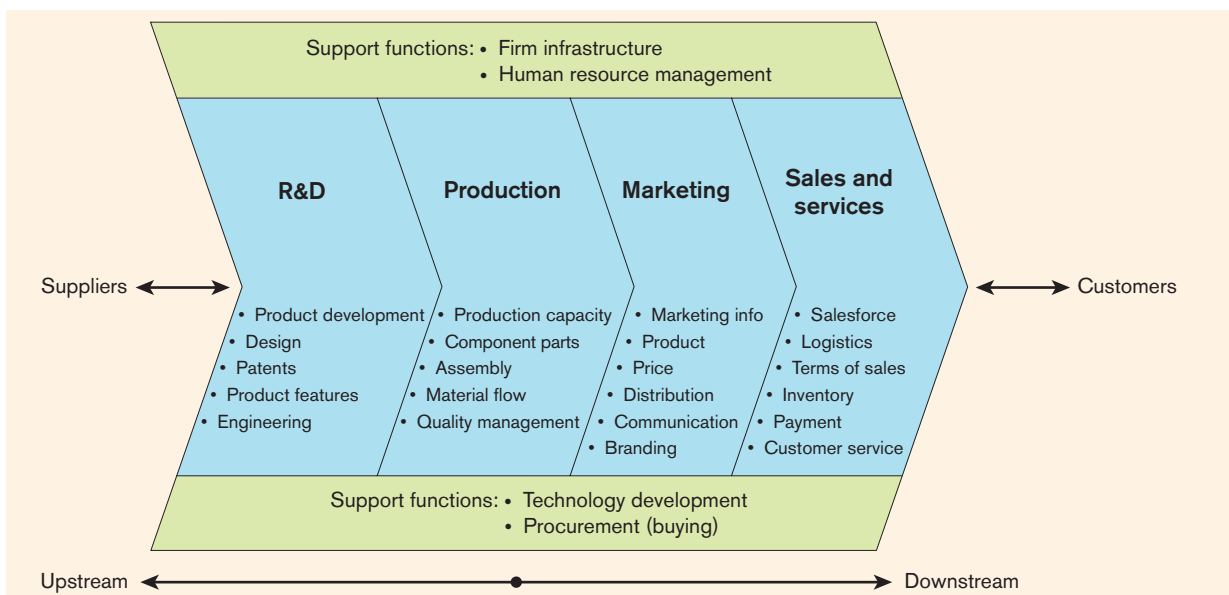 Support functions: • Firm infrastructure
• Human resource management
R&D
Production
Marketing
Sales and
services
Suppliers
Customers
• Product development
• Design
• Patents
• Product features
• Engineering
• Production capacity
• Component parts
• Assembly
• Material flow
• Quality management
• Marketing info
• Product
• Price
• Distribution
• Communication
• Branding
• Salesforce
• Logistics
• Terms of sales
• Inventory
• Payment
• Customer service
Support functions: • Technology development
• Procurement (buying)
Upstream
Downstream